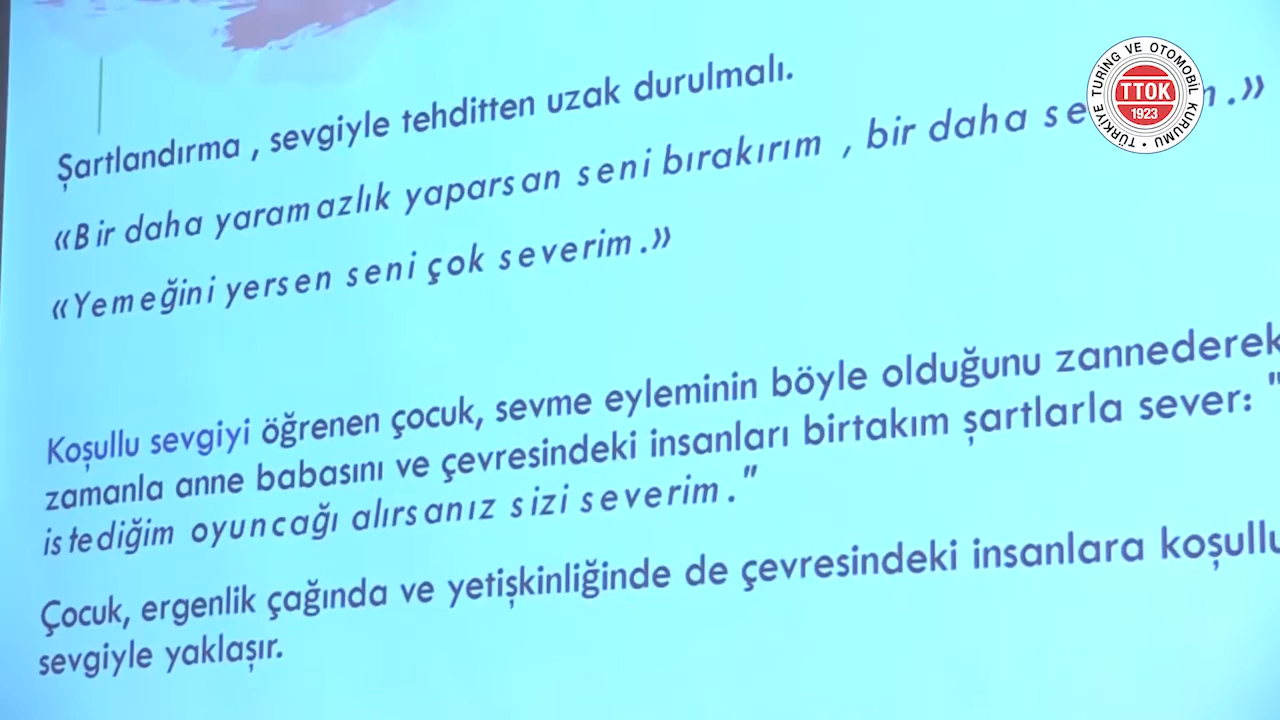 Şartlandırma , sevgiyle tehditten uzak durulmalı.
«Bir daha yaramazlık yaparsan seni bırakırım , bir daha .»
«Yemeğini yersen seni çok severim.»
Koşullu sevgiyi öğrenen çocuk, sevme eyleminin böyle olduğunu zannederek
zamanla anne babasını ve çevresindeki insanları birtakım şartlarla sever: "
istediğim oyuncağı alırsanız sizi severim."
Çocuk, ergenlik çağında ve yetişkinliğinde de çevresindeki insanlara koşullu
sevgiyle yaklaşır.
TÜRKİYE TURİNG VE OTOMOBİL KURUMU
TTOK
1923